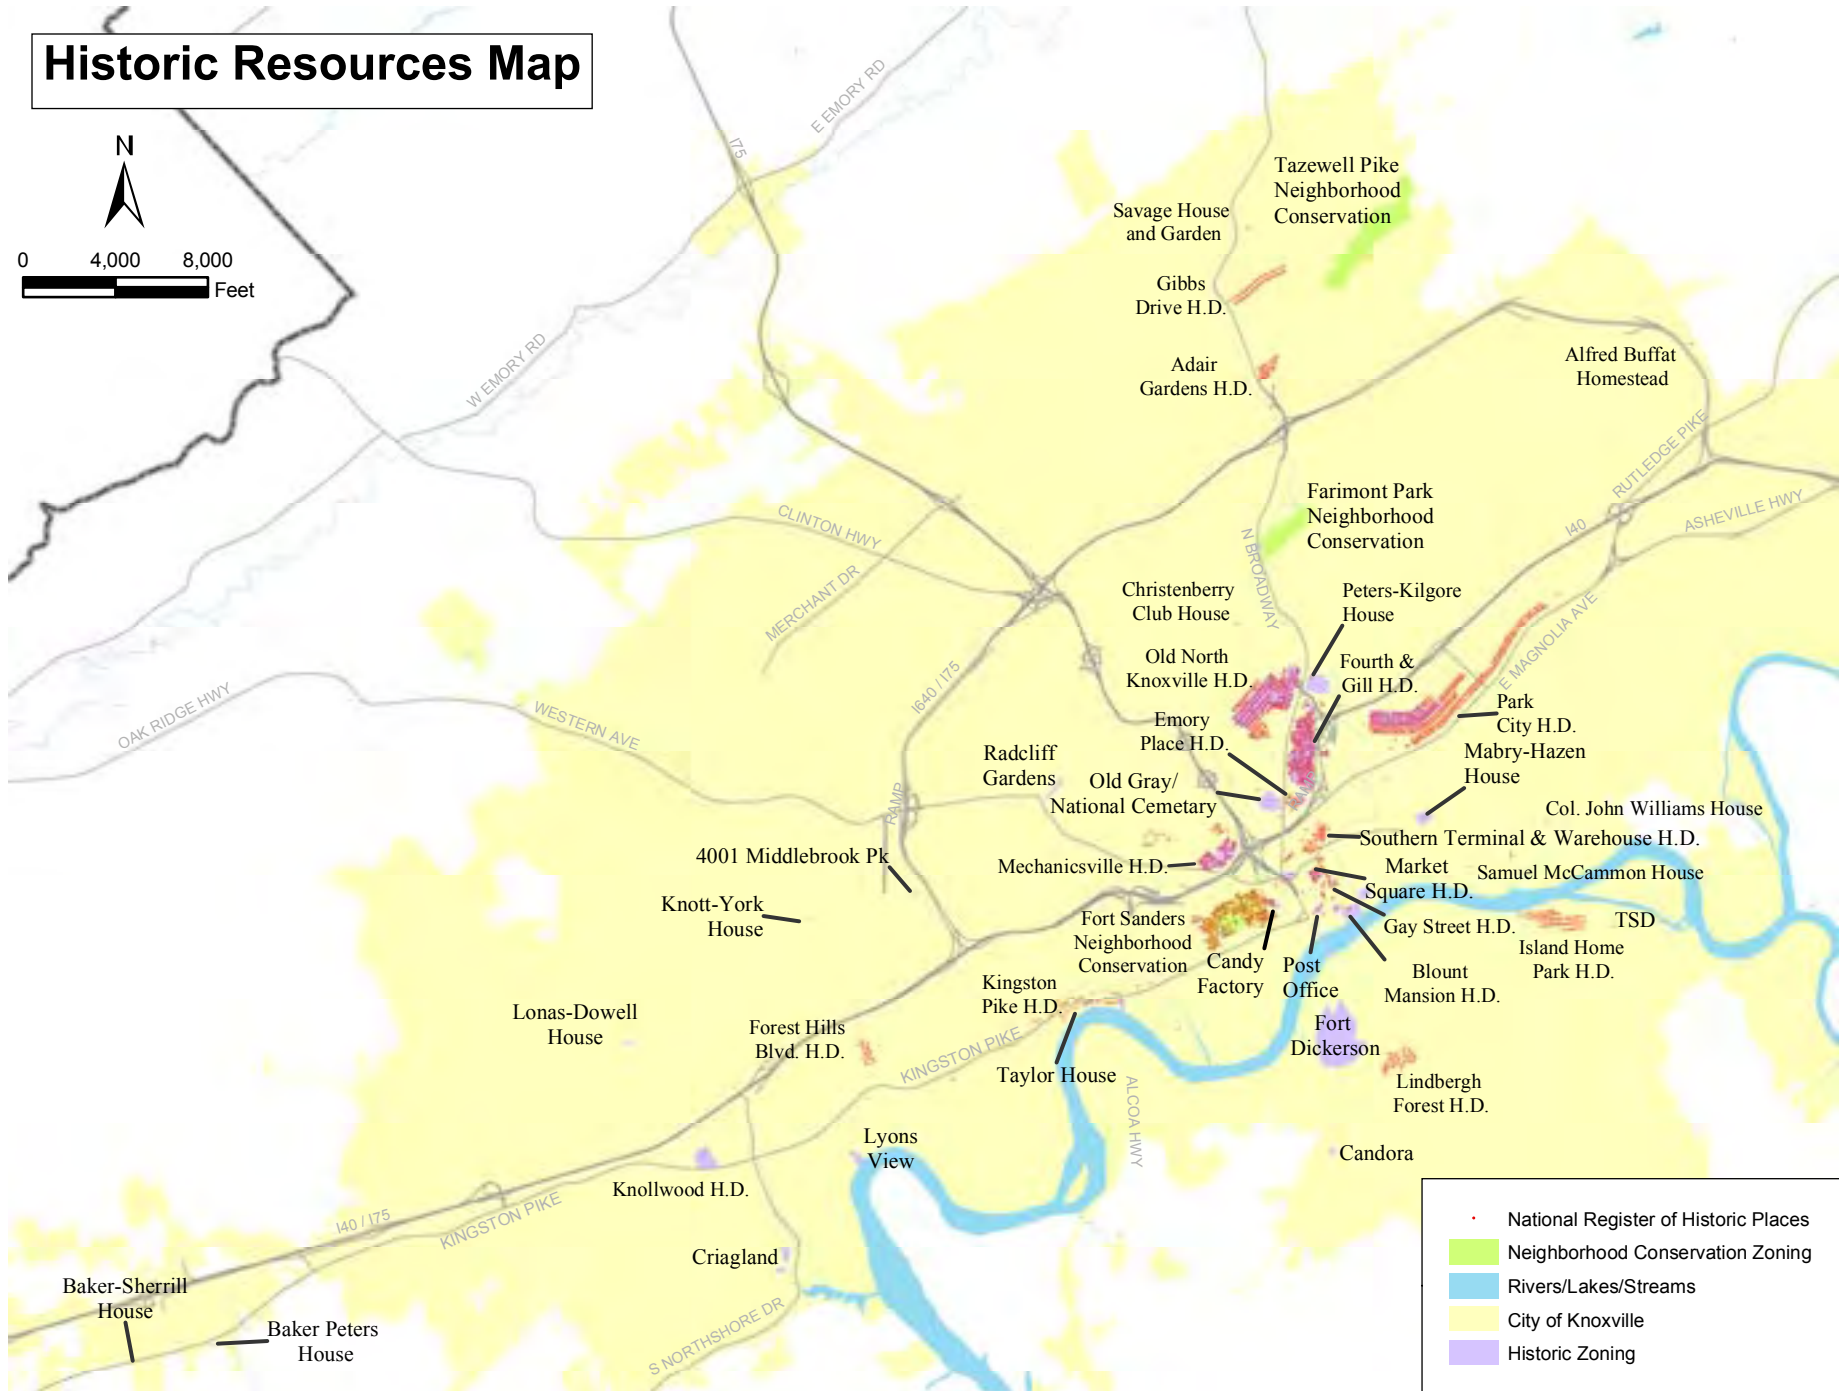 Historic Resources Map
N
0 4,000 8,000
Feet
E EMORY RD
I75
W EMORY RD
Tazewell Pike
Neighborhood
Conservation
Savage House
and Garden
Gibbs
Drive H.D.
Adair
Gardens H.D.
Alfred Buffat
Homestead
RUTLEDGE PIKE
I40
ASHEVILLE HWY
Farimont Park
Neighborhood
Conservation
N BROADWAY
CLINTON HWY
MERCHANT DR
Christenberry
Club House
Peters-Kilgore
House
E MAGNOLIA AVE
Old North
Knoxville H.D.
Fourth &
Gill H.D.
I640 / I75
OAK RIDGE HWY
WESTERN AVE
Emory
Place H.D.
Park
City H.D.
Mabry-Hazen
House
Radcliff
Gardens
Old Gray/
National Cemetary
RAMP
Col. John Williams House
Southern Terminal & Warehouse H.D.
4001 Middlebrook Pk
Mechanicsville H.D.
Market
Square H.D.
Samuel McCammon House
Knott-York
House
Fort Sanders
Neighborhood
Conservation
Gay Street H.D.
TSD
Island Home
Park H.D.
Candy
Factory
Post
Office
Blount
Mansion H.D.
Kingston
Pike H.D.
Lonas-Dowell
House
Forest Hills
Blvd. H.D.
Fort
Dickerson
KINGSTON PIKE
Taylor House
ALCOA HWY
Lindbergh
Forest H.D.
Lyons
View
Candora
Knollwood H.D.
I40 / I75
KINGSTON PIKE
Criagland
S NORTHSHORE DR
Baker-Sherrill
House
Baker Peters
House
National Register of Historic Places
Neighborhood Conservation Zoning
Rivers/Lakes/Streams
City of Knoxville
Historic Zoning